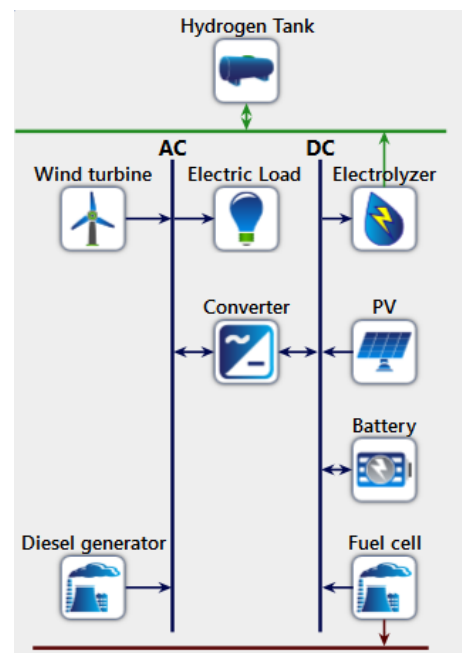 Hydrogen Tank
AC
DC
Wind turbine
Electric Load
Electrolyzer
Converter
PV
Battery
Diesel generator
Fuel cell